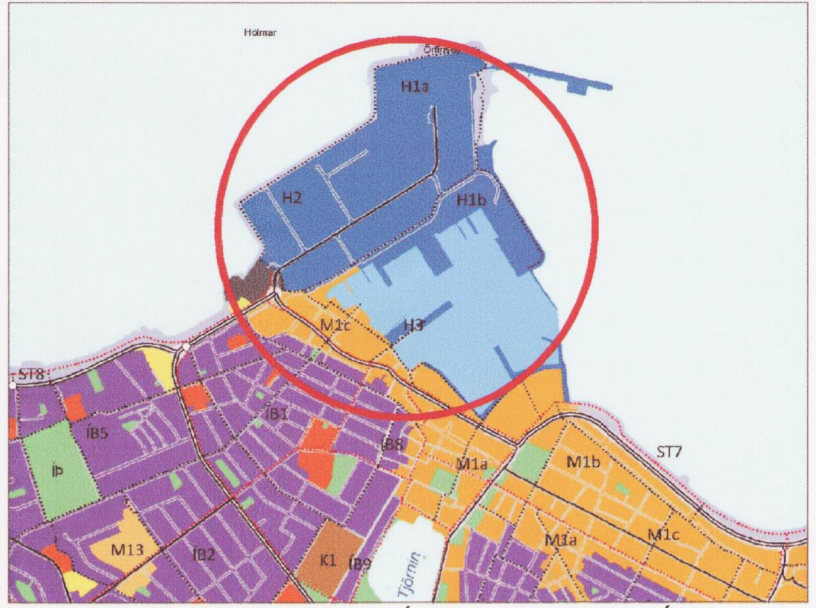 Hólmar
Örfirisey
H1a
H2
H1b
M1c
H3
ST8
ÍB1
ÍB5
ÍB8
ST7
ÍÞ
M1a
M1b
M13
ÍB2
K1
ÍB9
M1a
M1c
Tjörnin